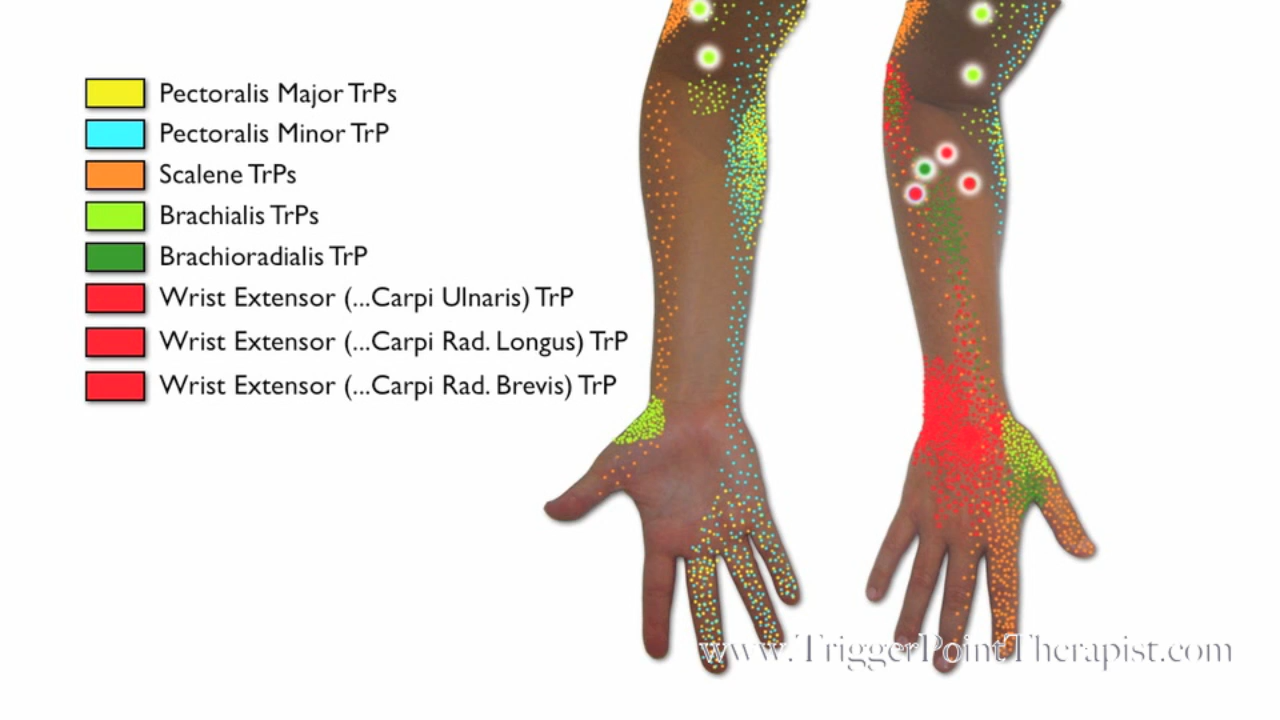 Pectoralis Major TrPs
Pectoralis Minor TrP
Scalene TrPs
Brachialis TrPs
Brachioradialis TrP
Wrist Extensor (...Carpi Ulnaris) TrP
Wrist Extensor (...Carpi Rad. Longus) TrP
Wrist Extensor (...Carpi Rad. Brevis) TrP
www.TriggerPointTherapist.com